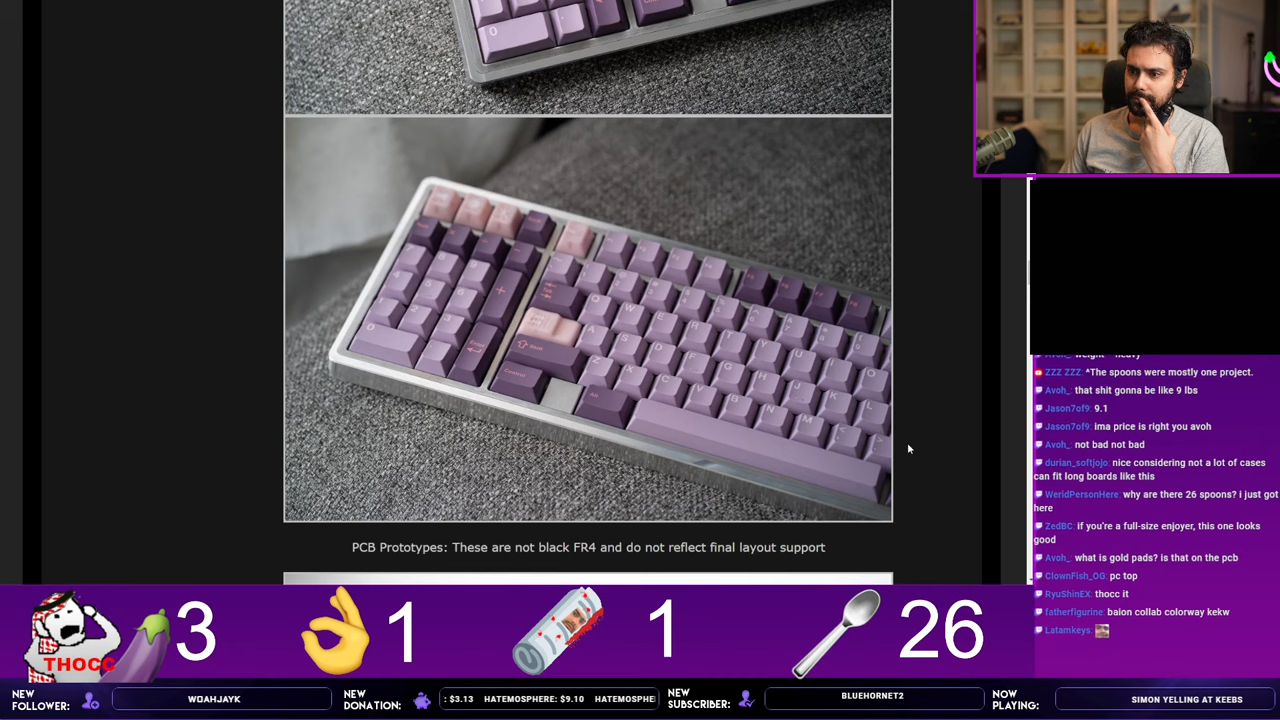 PCB Prototypes: These are not black FR4 and do not reflect final layout support
Avoh_: weight = heavy
ZZZ ZZZ: *The spoons were mostly one project.
Avoh_: that shit gonna be like 9 lbs
Jason7of9: 9.1
Jason7of9: ima price is right you avoh
Avoh_: not bad not bad
durian_softjojo: nice considering not a lot of cases
can fit long boards like this
WeridPersonHere: why are there 26 spoons? i just got
here
ZedBC: if you're a full-size enjoyer, this one looks
good
Avoh_: what is gold pads? is that on the pcb
ClownFish_OG: pc top
RyuShinEX: thocc it
fatherfigurine: baion collab colorway kekw
Latamkeys:
THOCC
3
1
1
26
NEW
FOLLOWER:
WOAHJAYK
NEW
DONATION:
: $3.13 HATEMOSPHERE: $9.10 HATEMOSPHE
NEW
SUBSCRIBER:
BLUEHORNET2
NOW
PLAYING:
SIMON YELLING AT KEEBS